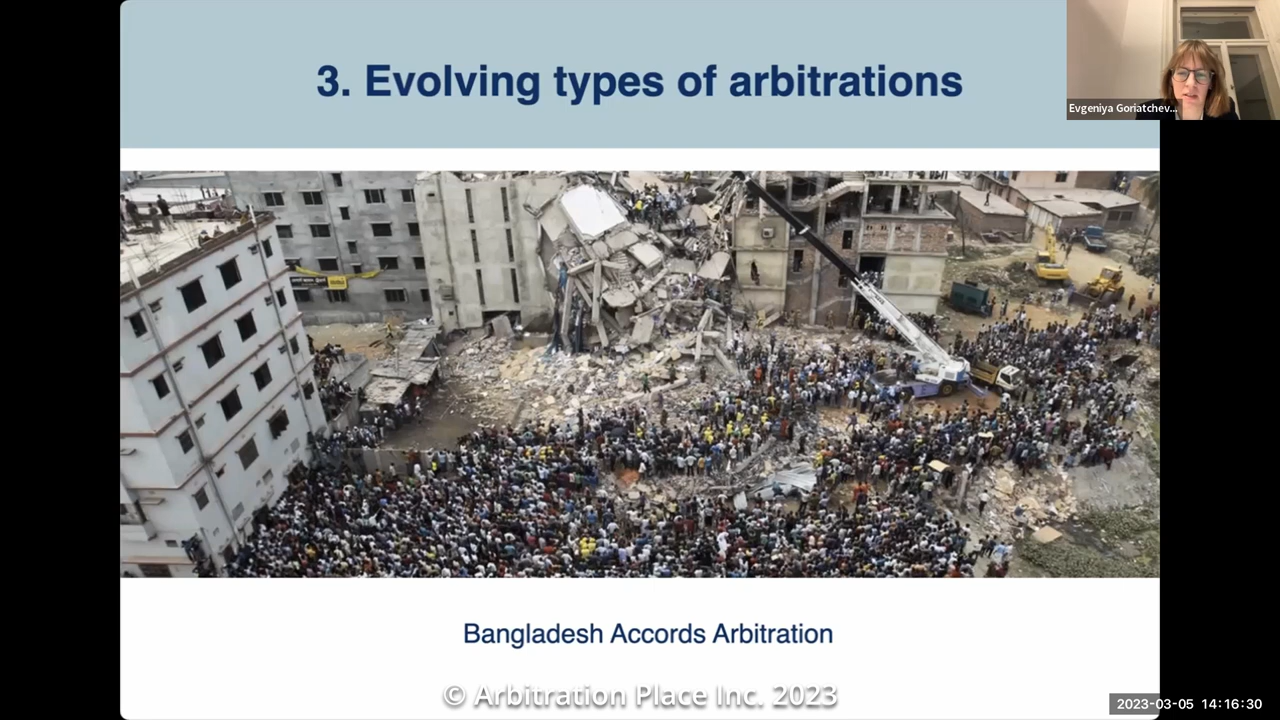 3. Evolving types of arbitrations
Evgeniya Goriatchev...
Bangladesh Accords Arbitration
© Arbitration Place Inc. 2023
2023-03-05 14:16:30